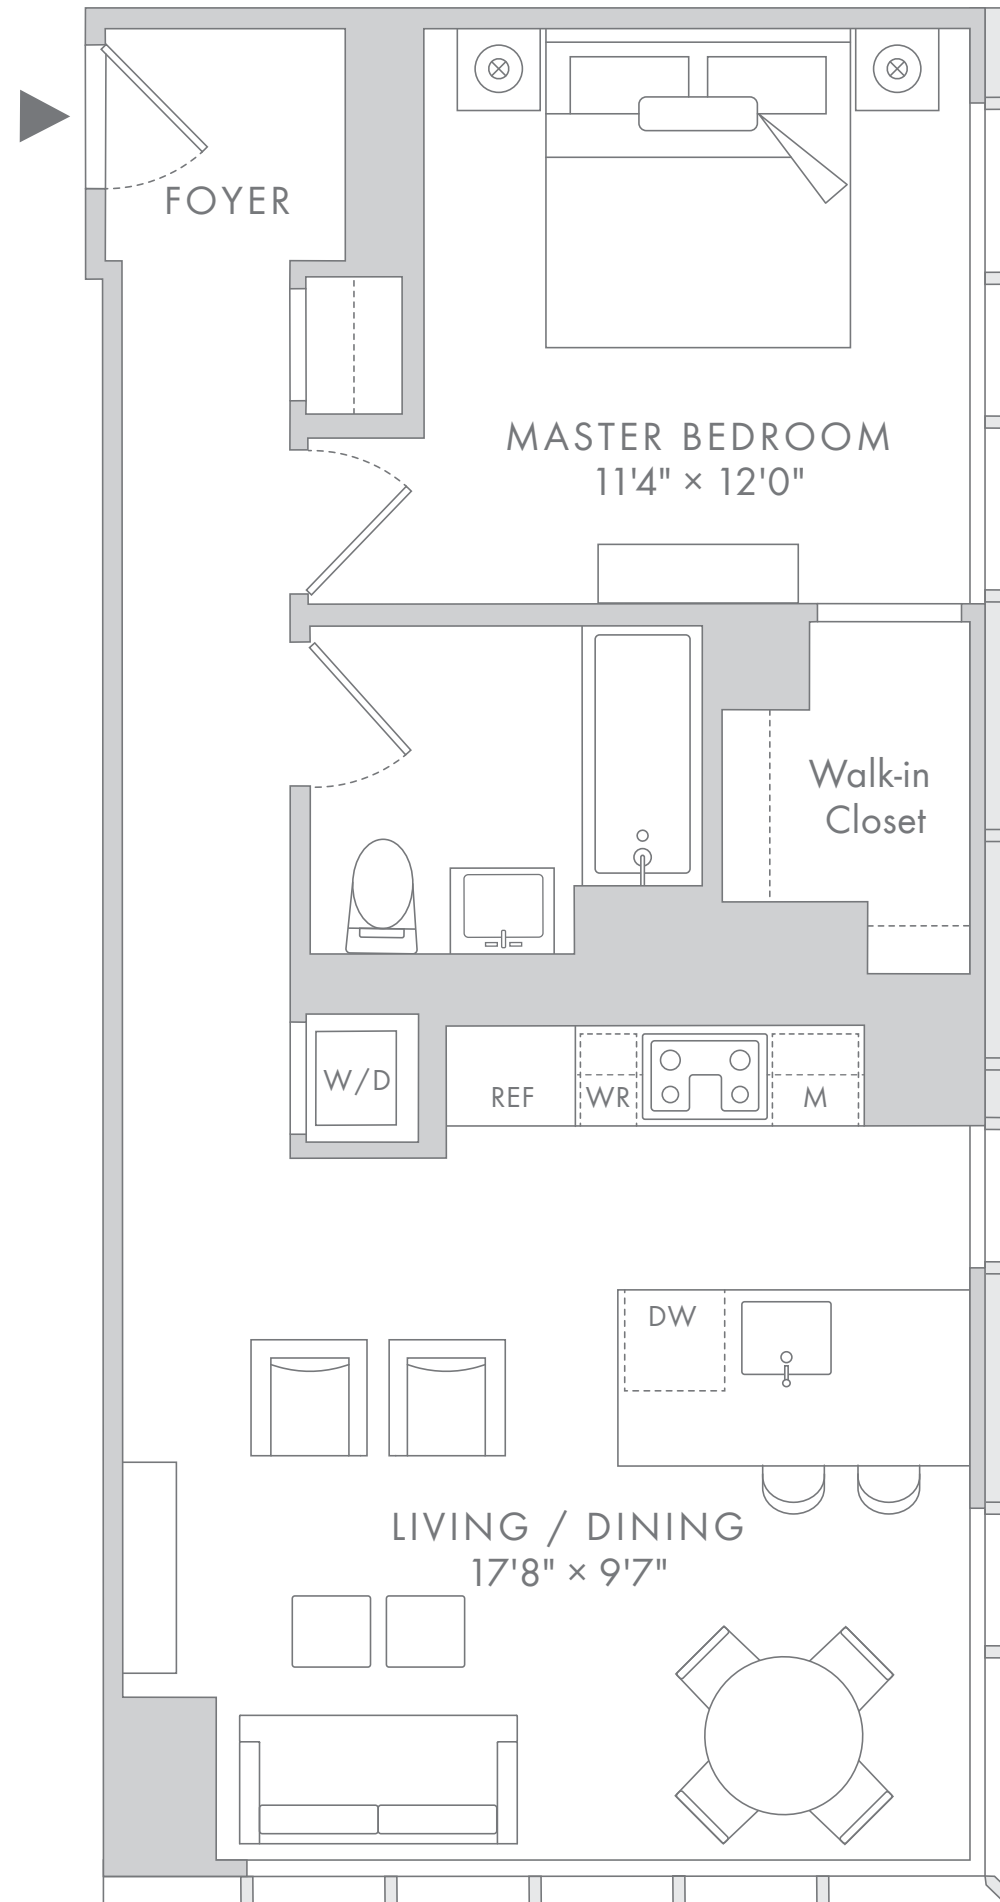 FOYER
MASTER BEDROOM
11'4" × 12'0"
Walk-in
Closet
W/D
REF
WR
M
DW
LIVING / DINING
17'8" × 9'7"